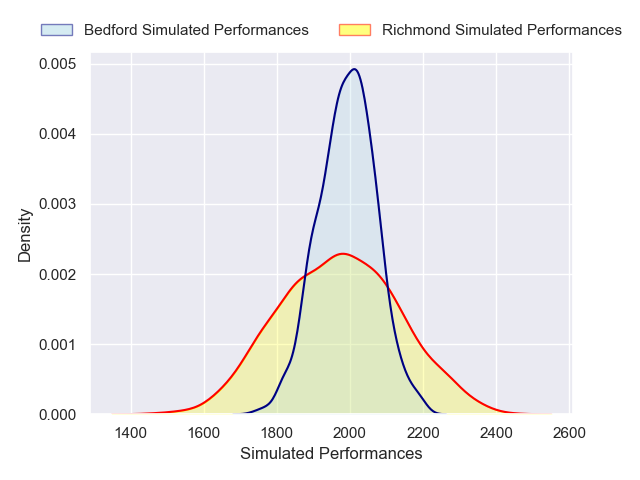 Bedford Simulated Performances Richmond Simulated Performances
0.005
0.004
0.003
0.002
0.001
0.000
Density
1400 1600 1800 2000 2200 2400 2600
Simulated Performances